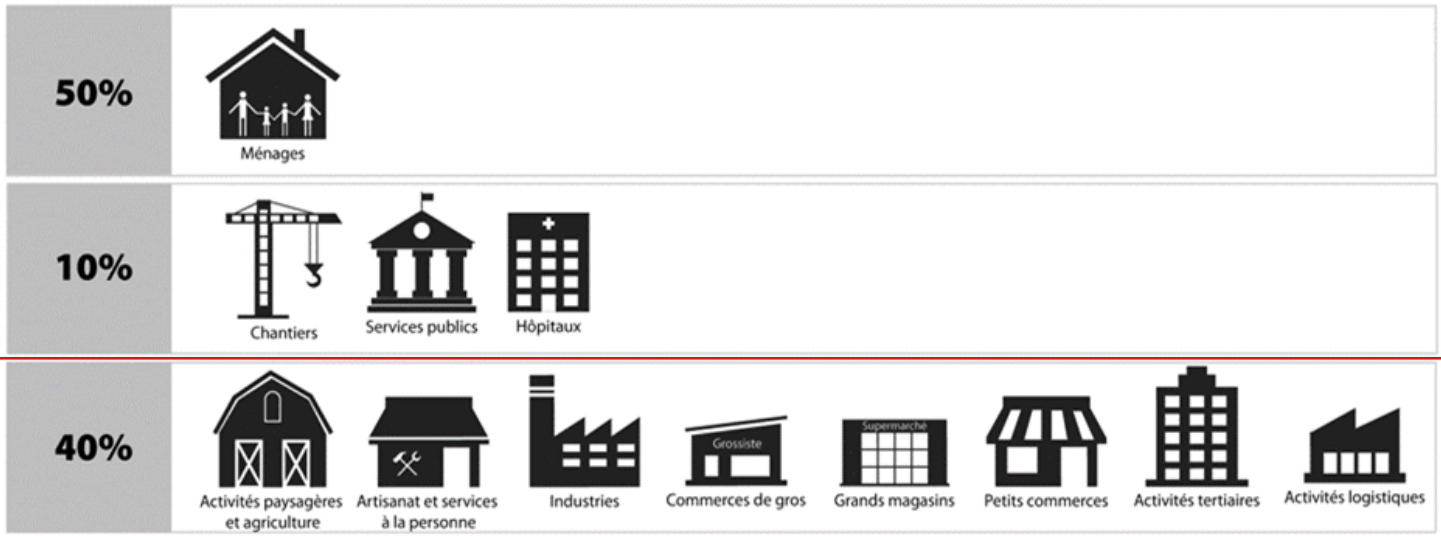 50%
Ménages
10%
Chantiers
Services publics
Hôpitaux
40%
Grossiste
Supermarché
Activités paysagères
et agriculture
Artisanat et services
à la personne
Industries
Commerces de gros
Grands magasins
Petits commerces
Activités tertiaires
Activités logistiques